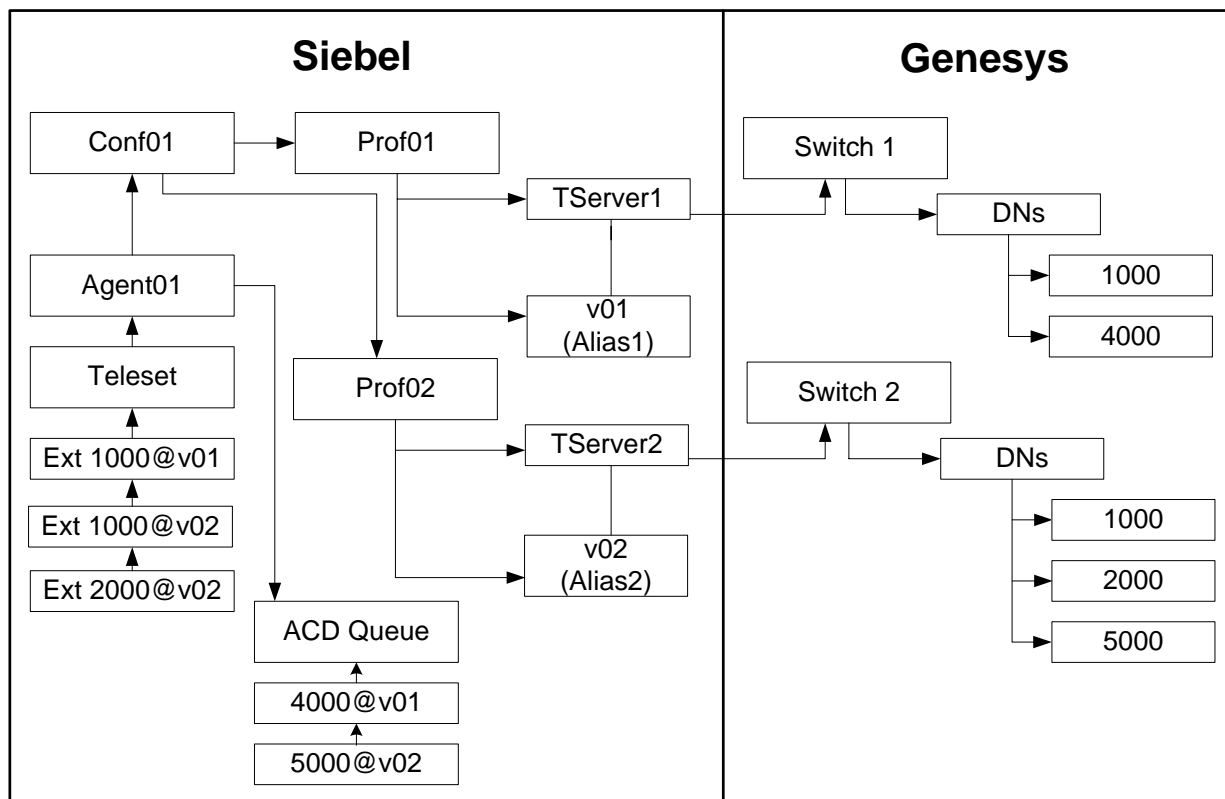 Siebel
Conf01
Prof01
TServer1
Agent01
v01
(Alias1)
Teleset
Prof02
Ext 1000@v01
TServer2
Ext 1000@v02
v02
(Alias2)
Ext 2000@v02
ACD Queue
4000@v01
5000@v02
Genesys
Switch 1
DNs
1000
4000
Switch 2
DNs
1000
2000
5000